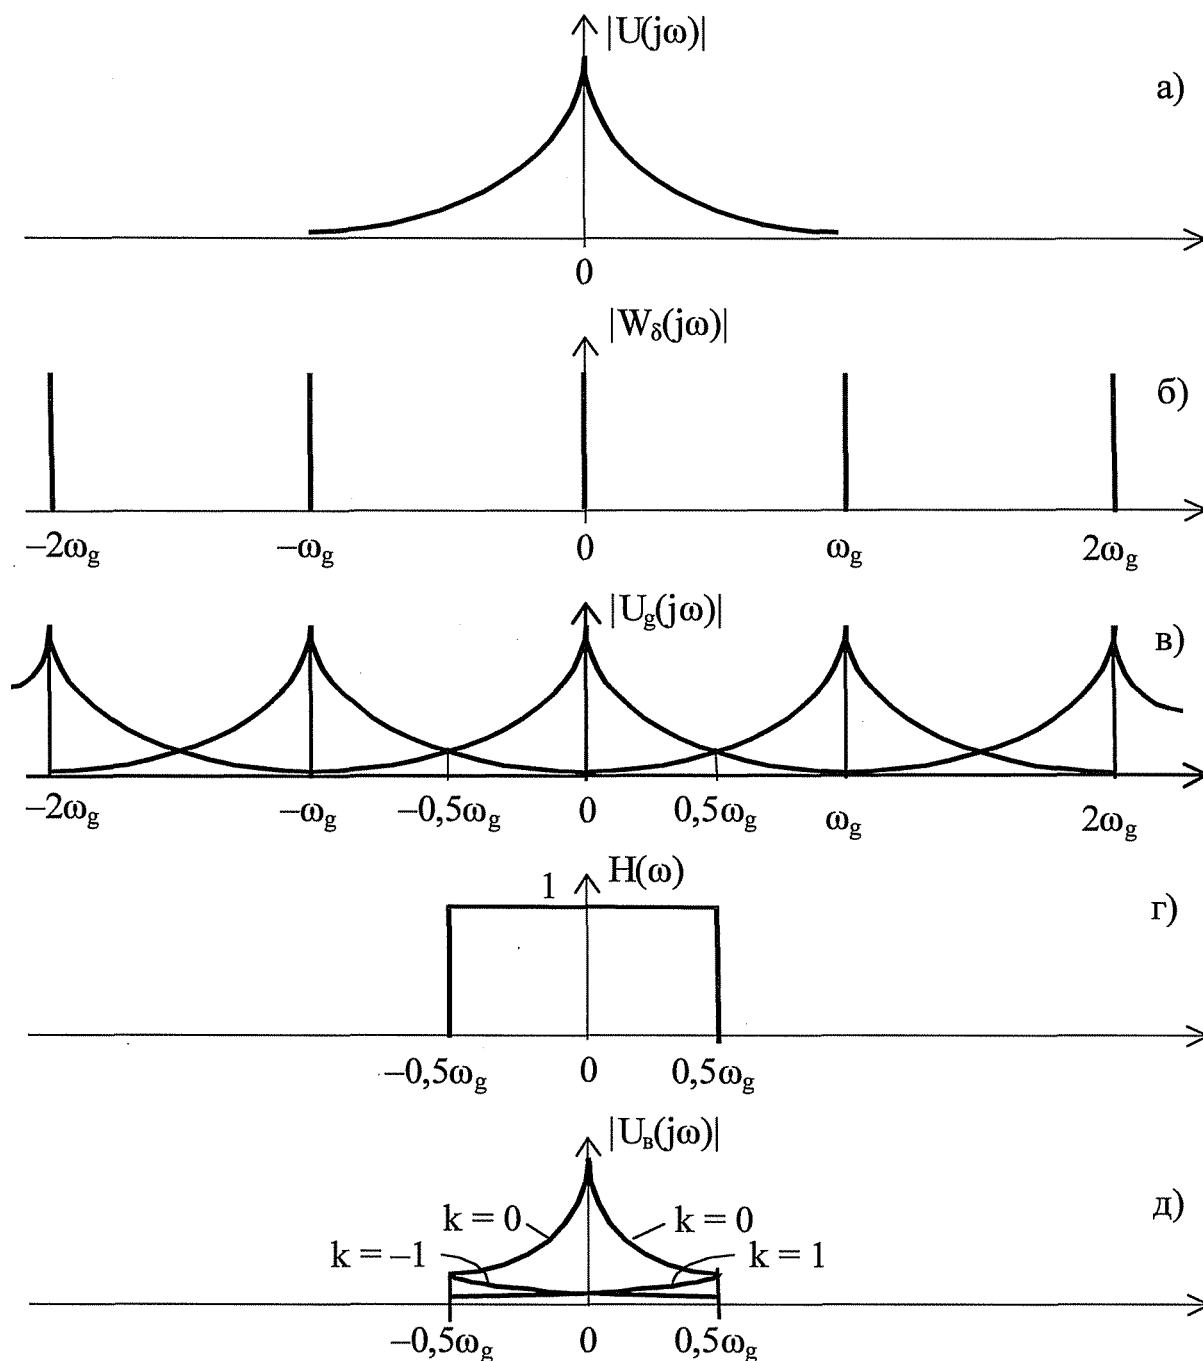 |U(jω)|
а)
0
|W_δ(jω)|
б)
–2ω_g –ω_g 0 ω_g 2ω_g
|U_g(jω)|
в)
–2ω_g –ω_g –0,5ω_g 0 0,5ω_g ω_g 2ω_g
1 H(ω)
г)
–0,5ω_g 0 0,5ω_g
|U_в(jω)|
д)
k = 0 k = 0
k = –1 k = 1
–0,5ω_g 0 0,5ω_g